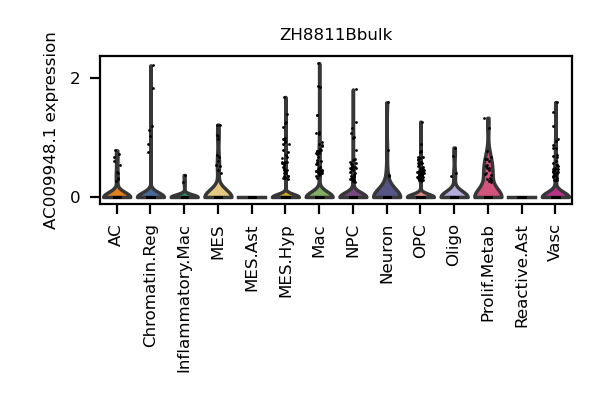 ZH8811Bbulk
AC009948.1 expression
2
0
AC
Chromatin.Reg
Inflammatory.Mac
MES
MES.Ast
MES.Hyp
Mac
NPC
Neuron
OPC
Oligo
Prolif.Metab
Reactive.Ast
Vasc